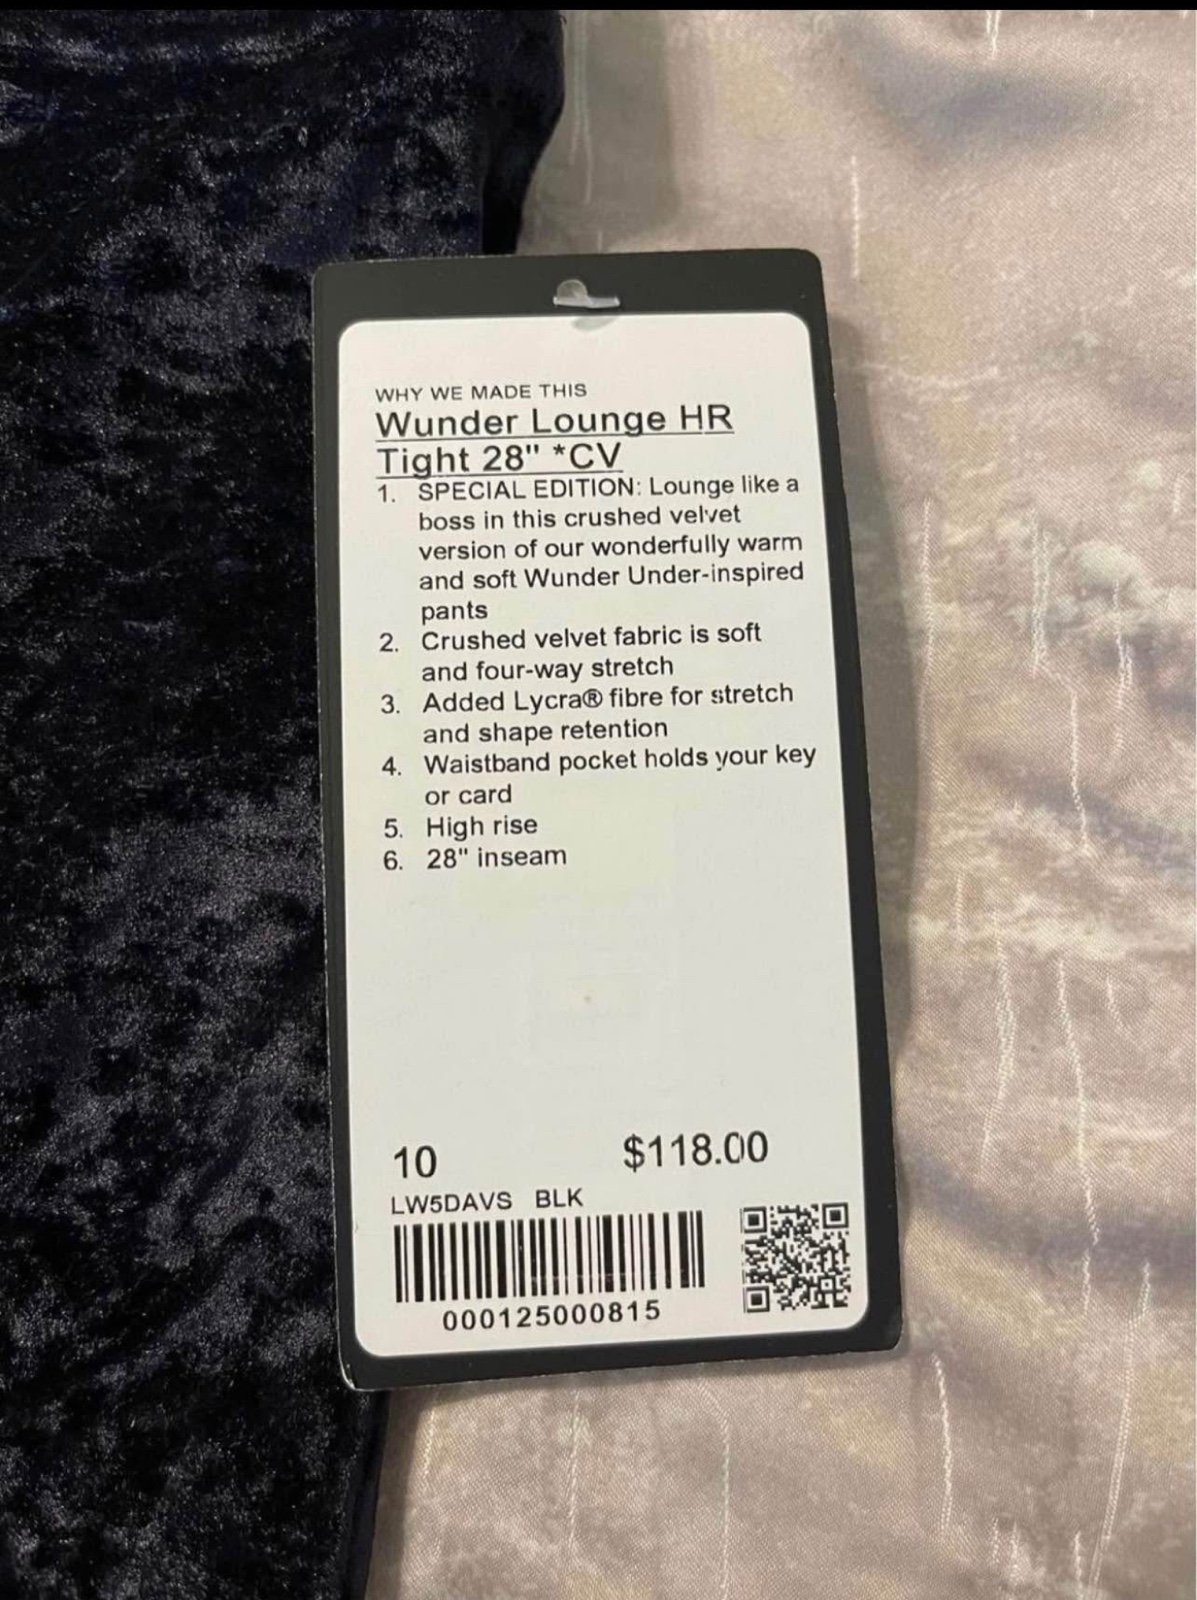 WHY WE MADE THIS
Wunder Lounge HR
Tight 28" *CV
1. SPECIAL EDITION: Lounge like a
boss in this crushed velvet
version of our wonderfully warm
and soft Wunder Under-inspired
pants
2. Crushed velvet fabric is soft
and four-way stretch
3. Added Lycra® fibre for stretch
and shape retention
4. Waistband pocket holds your key
or card
5. High rise
6. 28" inseam
10 $118.00
LW5DAVS BLK
000125000815